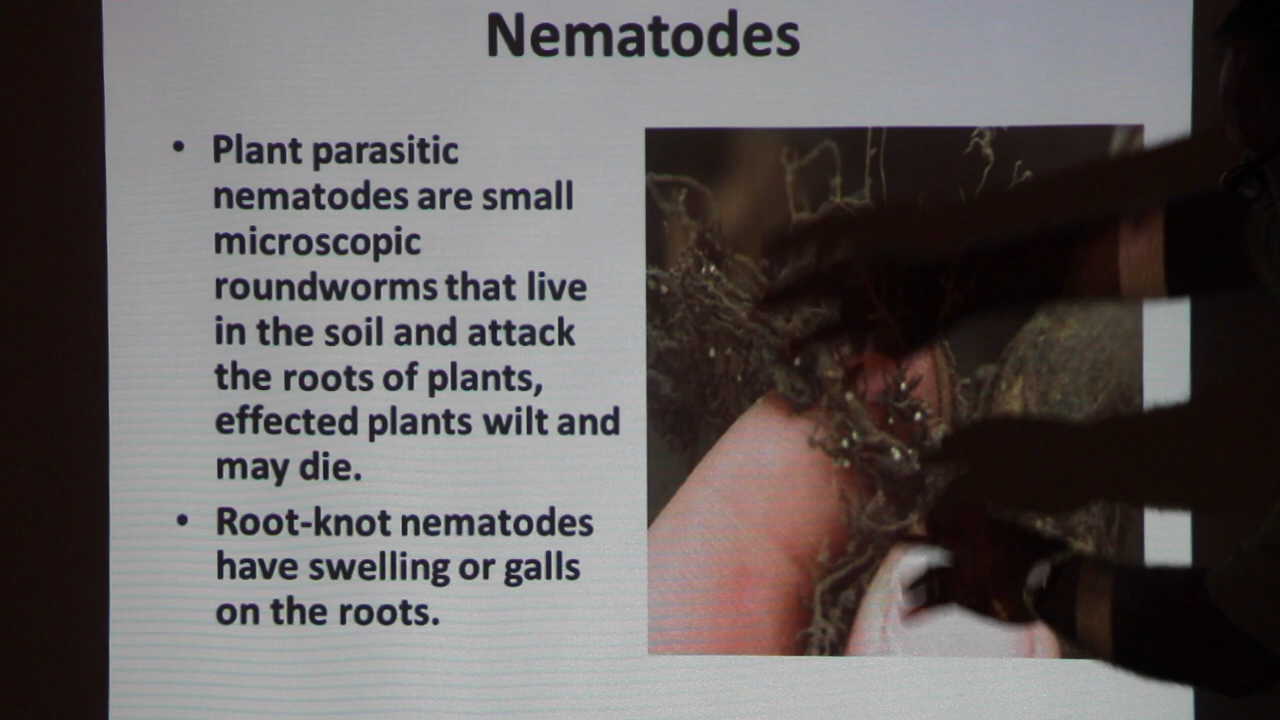 Nematodes
• Plant parasitic
nematodes are small
microscopic
roundworms that live
in the soil and attack
the roots of plants,
effected plants wilt and
may die.
• Root-knot nematodes
have swelling or galls
on the roots.